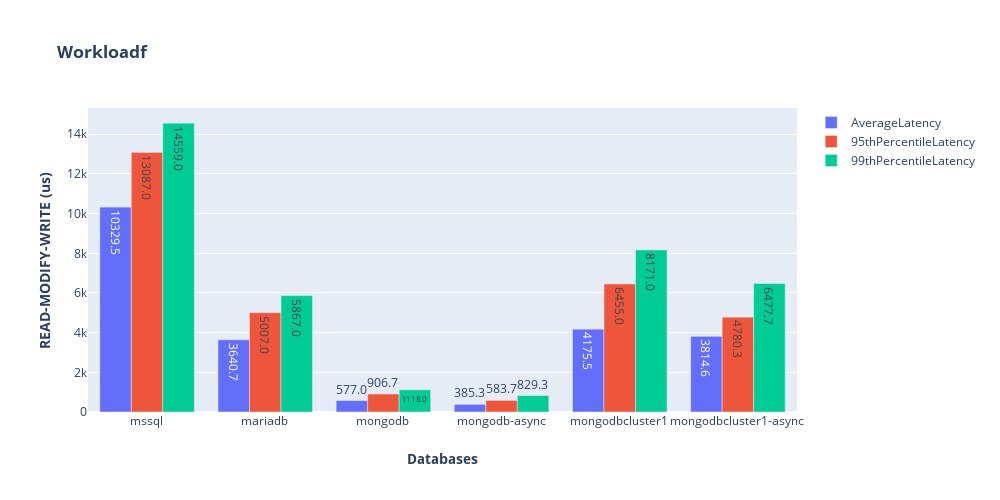 Workloadf
READ-MODIFY-WRITE (us)
14k
12k
10k
8k
6k
4k
2k
0
10329.5
13087.0
14559.0
3640.7
5007.0
5867.0
577.0
906.7
1118.0
385.3
583.7
829.3
4175.5
6455.0
8171.0
3814.6
4780.3
6477.7
mssql
mariadb
mongodb
mongodb-async
mongodbcluster1
mongodbcluster1-async
Databases
AverageLatency
95thPercentileLatency
99thPercentileLatency